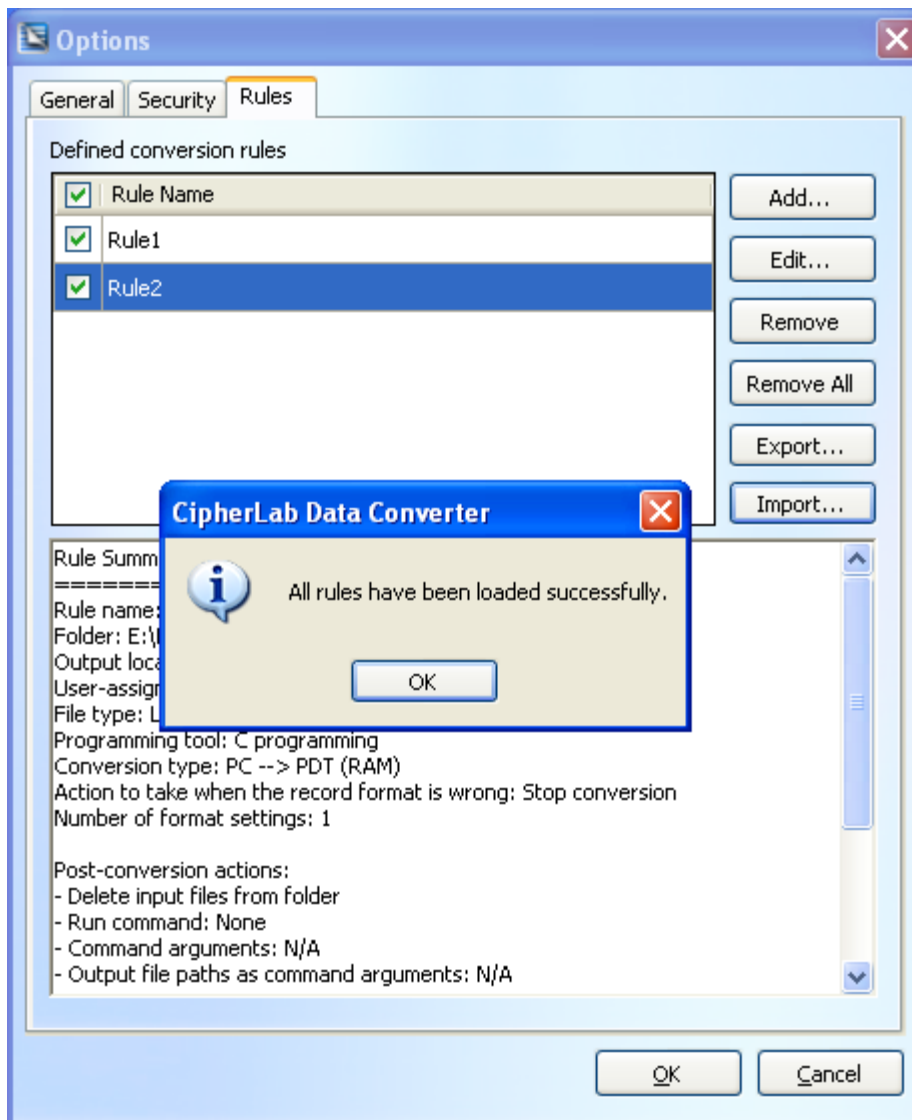 Options
General Security Rules
Defined conversion rules
Rule Name
Rule1
Rule2
Add...
Edit...
Remove
Remove All
Export...
Import...
CipherLab Data Converter
All rules have been loaded successfully.
OK
Rule Summ
==========
Rule name:
Folder: E:\
Output loca
User-assign
File type: L
Programming tool: C programming
Conversion type: PC --> PDT (RAM)
Action to take when the record format is wrong: Stop conversion
Number of format settings: 1
Post-conversion actions:
- Delete input files from folder
- Run command: None
- Command arguments: N/A
- Output file paths as command arguments: N/A
OK Cancel